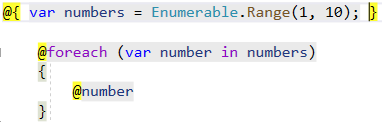 @{ var numbers = Enumerable.Range(1, 10); }
@foreach (var number in numbers)
{
@number
}